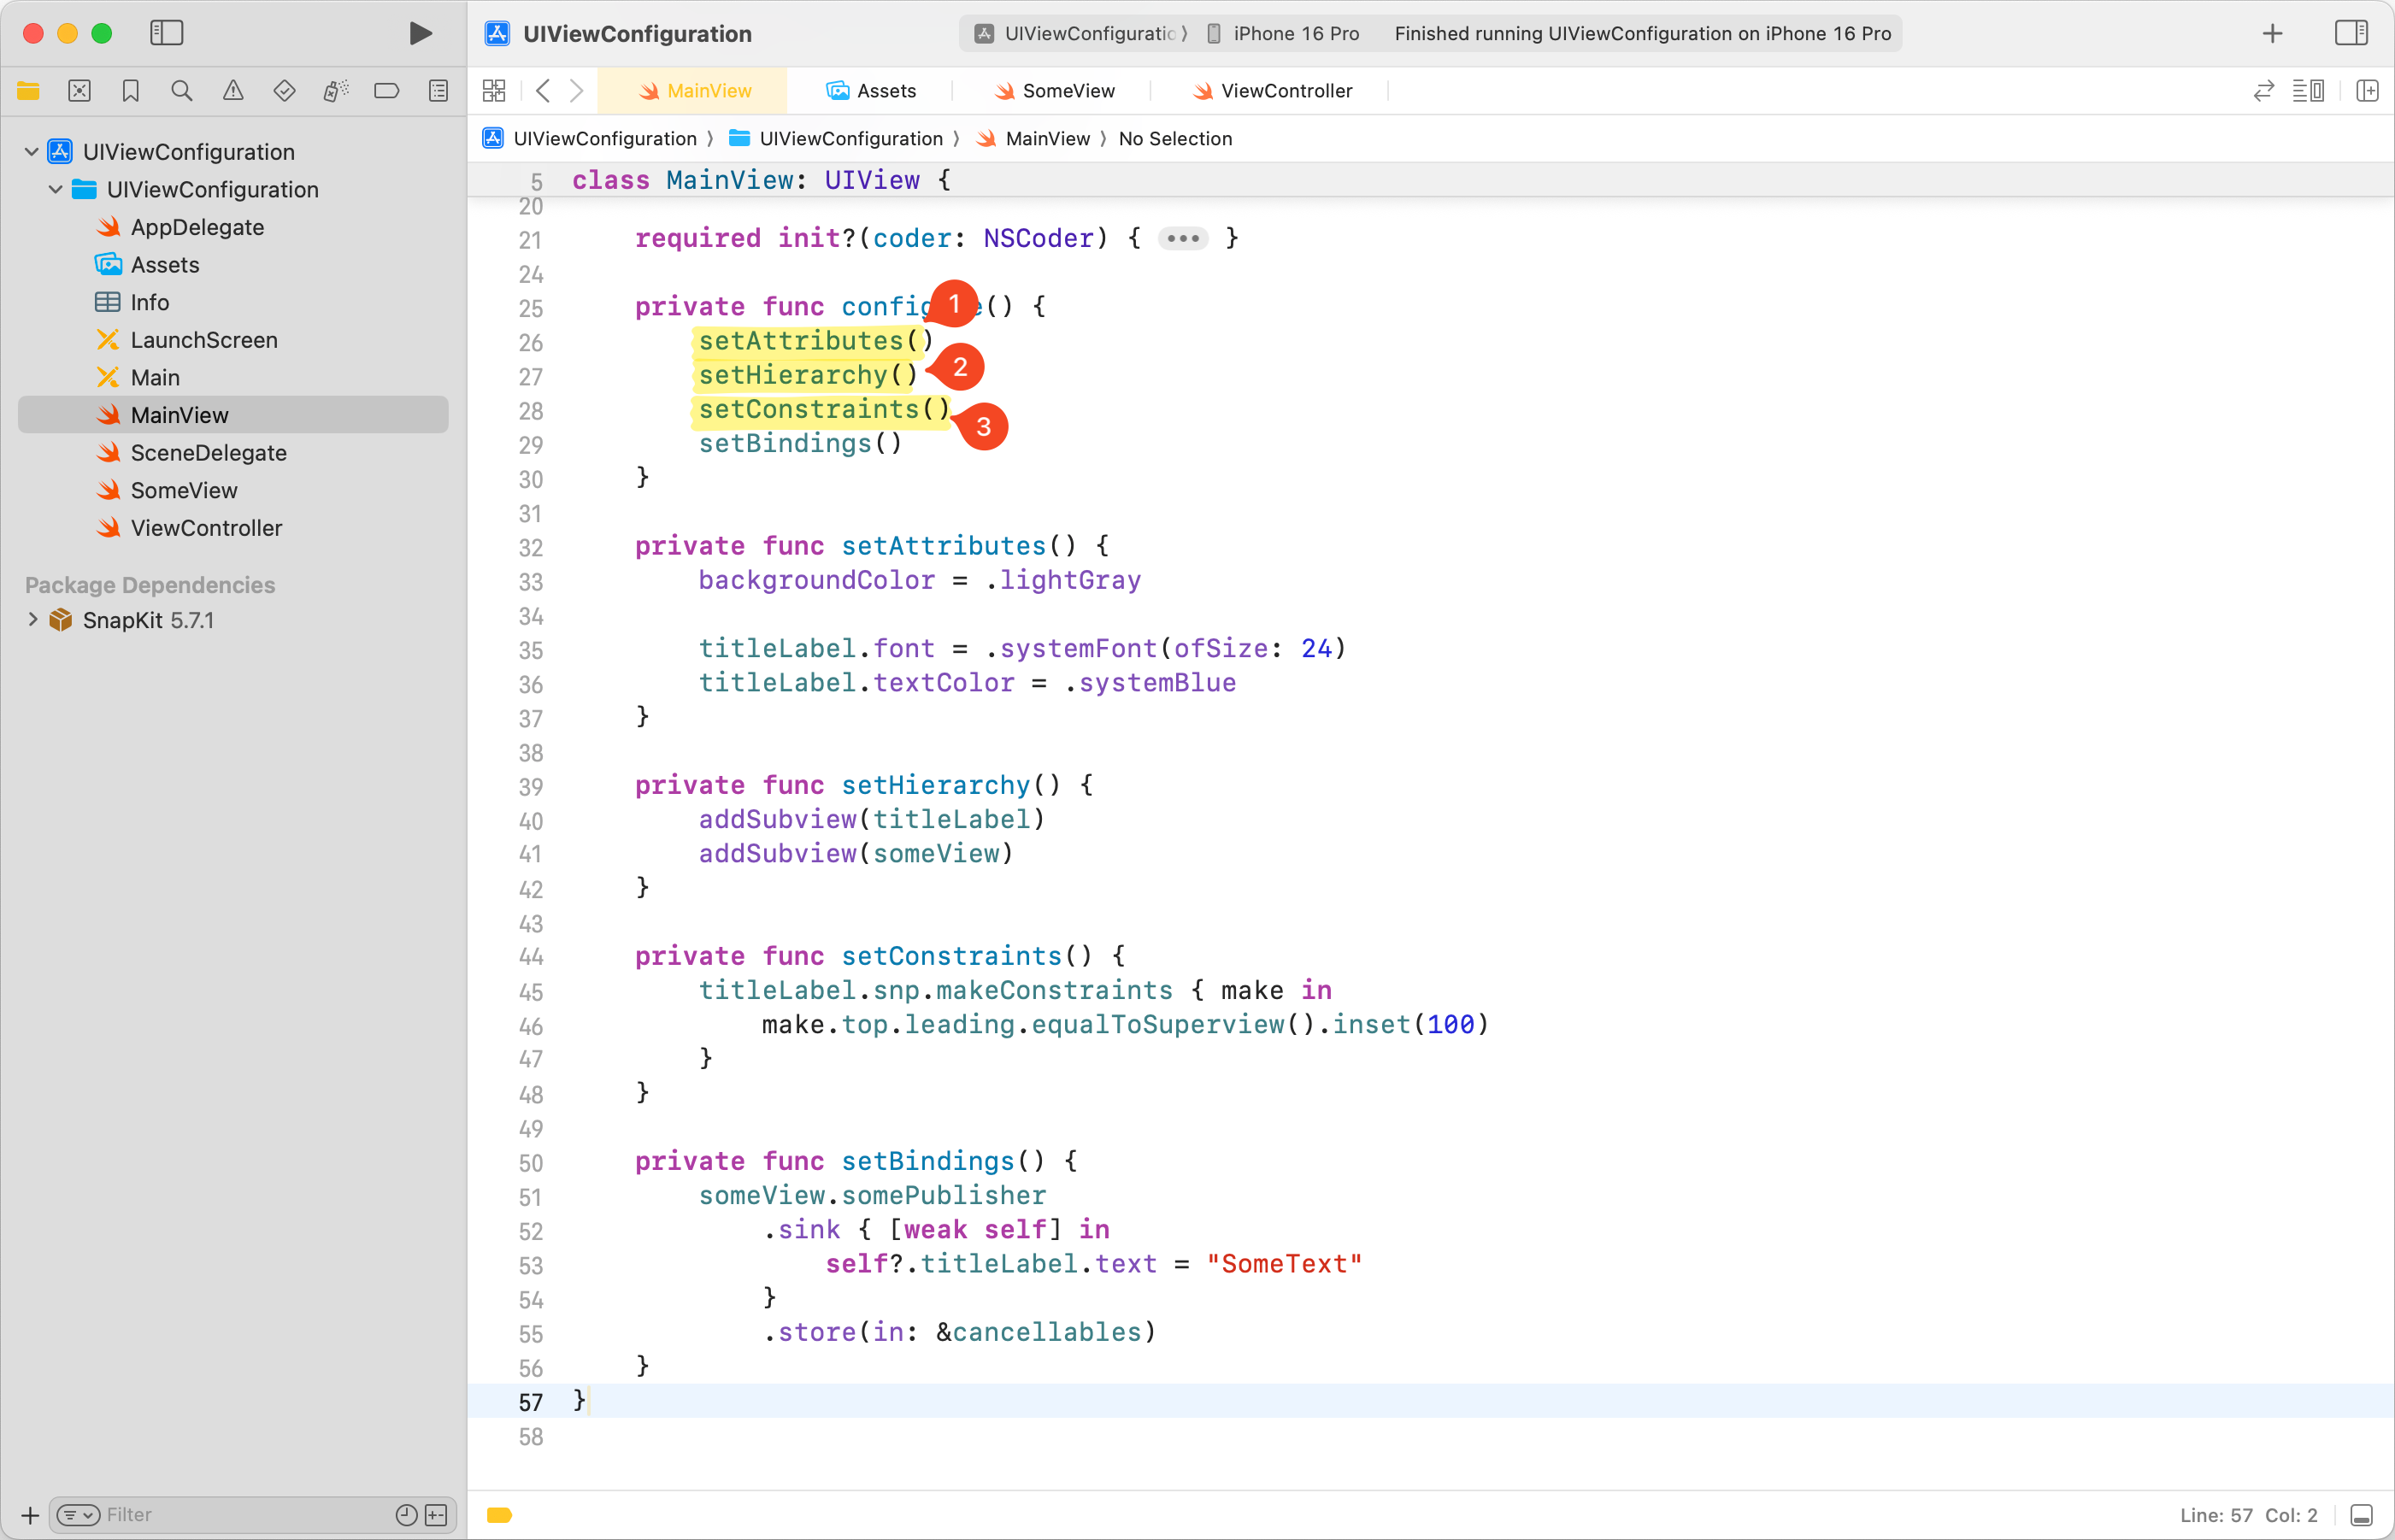 UIViewConfiguration
UIViewConfiguratio
iPhone 16 Pro
Finished running UIViewConfiguration on iPhone 16 Pro
MainView
Assets
SomeView
ViewController
UIViewConfiguration
UIViewConfiguration
MainView
No Selection
UIViewConfiguration
UIViewConfiguration
AppDelegate
Assets
Info
LaunchScreen
Main
MainView
SceneDelegate
SomeView
ViewController
Package Dependencies
SnapKit 5.7.1
Filter
5 class MainView: UIView {
20
21 required init?(coder: NSCoder) { ••• }
24
25 private func config e() {
1
26 setAttributes()
27 setHierarchy()
2
28 setConstraints()
3
29 setBindings()
30 }
31
32 private func setAttributes() {
33 backgroundColor = .lightGray
34
35 titleLabel.font = .systemFont(ofSize: 24)
36 titleLabel.textColor = .systemBlue
37 }
38
39 private func setHierarchy() {
40 addSubview(titleLabel)
41 addSubview(someView)
42 }
43
44 private func setConstraints() {
45 titleLabel.snp.makeConstraints { make in
46 make.top.leading.equalToSuperview().inset(100)
47 }
48 }
49
50 private func setBindings() {
51 someView.somePublisher
52 .sink { [weak self] in
53 self?.titleLabel.text = "SomeText"
54 }
55 .store(in: &cancellables)
56 }
57 }
58
Line: 57 Col: 2